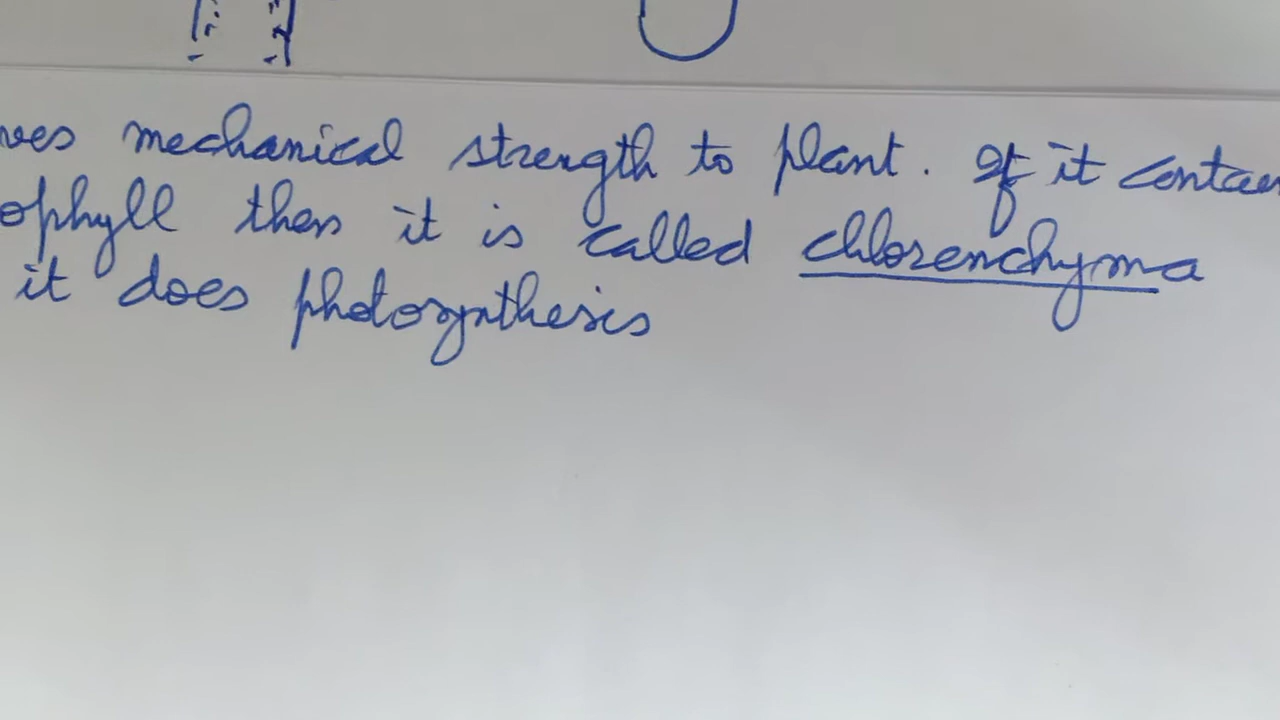 ves mechanical strength to plant. If it contain
ophyll then it is called chlorenchyma
it does photosynthesis